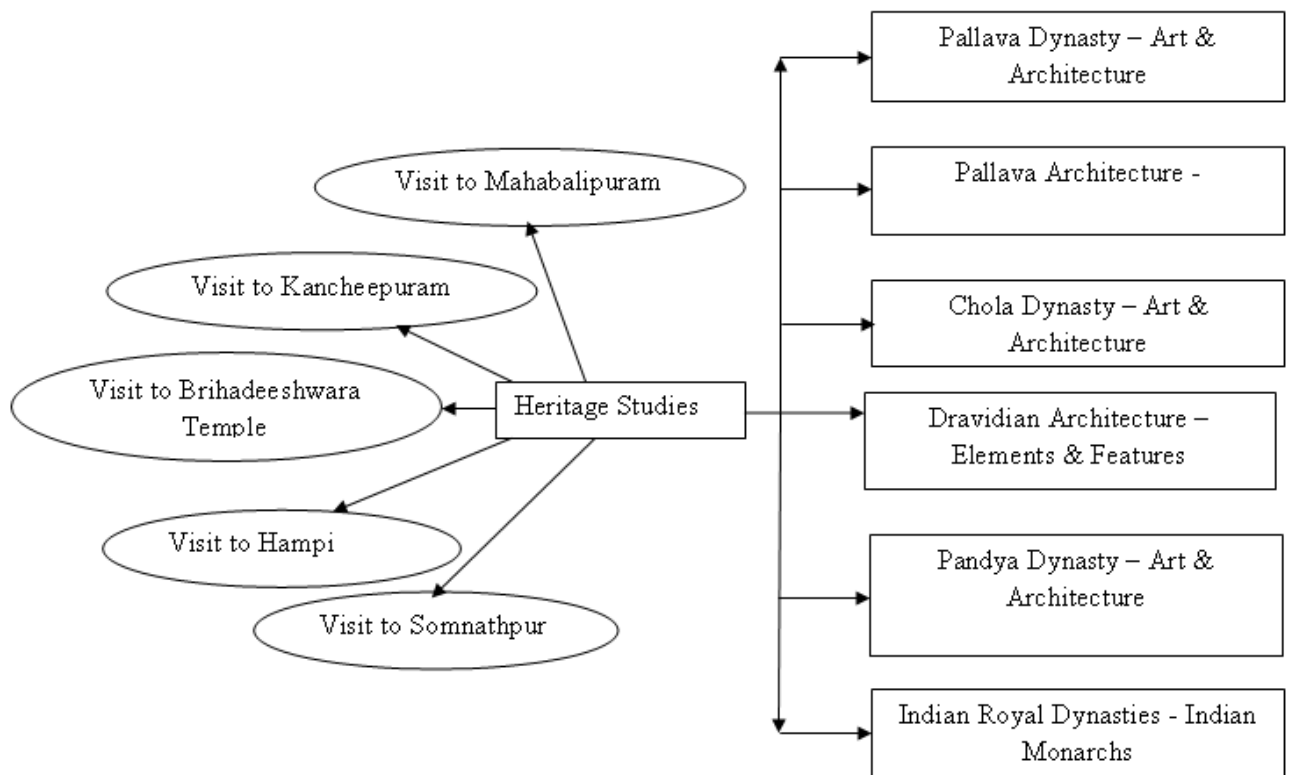 Pallava Dynasty – Art &
Architecture
Pallava Architecture -
Visit to Mahabalipuram
Visit to Kancheepuram
Chola Dynasty – Art &
Architecture
Visit to Brihadeeshwara
Temple
Heritage Studies
Dravidian Architecture –
Elements & Features
Visit to Hampi
Pandya Dynasty – Art &
Architecture
Visit to Somnathpur
Indian Royal Dynasties - Indian
Monarchs